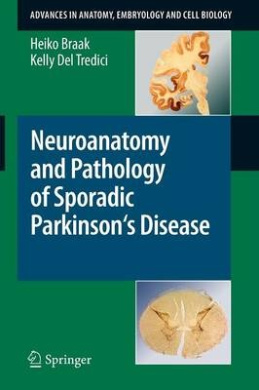 ADVANCES IN ANATOMY, EMBRYOLOGY AND CELL BIOLOGY
Heiko Braak
Kelly Del Tredici
Neuroanatomy
and Pathology
of Sporadic
Parkinson's Disease
Springer